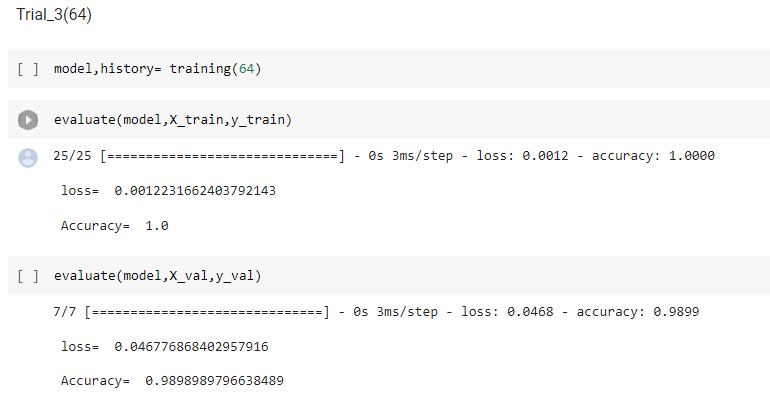 Trial_3(64)
[ ] model,history= training(64)
evaluate(model,X_train,y_train)
25/25 [==============================] - 0s 3ms/step - loss: 0.0012 - accuracy: 1.0000
loss= 0.0012231662403792143
Accuracy= 1.0
[ ] evaluate(model,X_val,y_val)
7/7 [==============================] - 0s 3ms/step - loss: 0.0468 - accuracy: 0.9899
loss= 0.046776868402957916
Accuracy= 0.9898989796638489